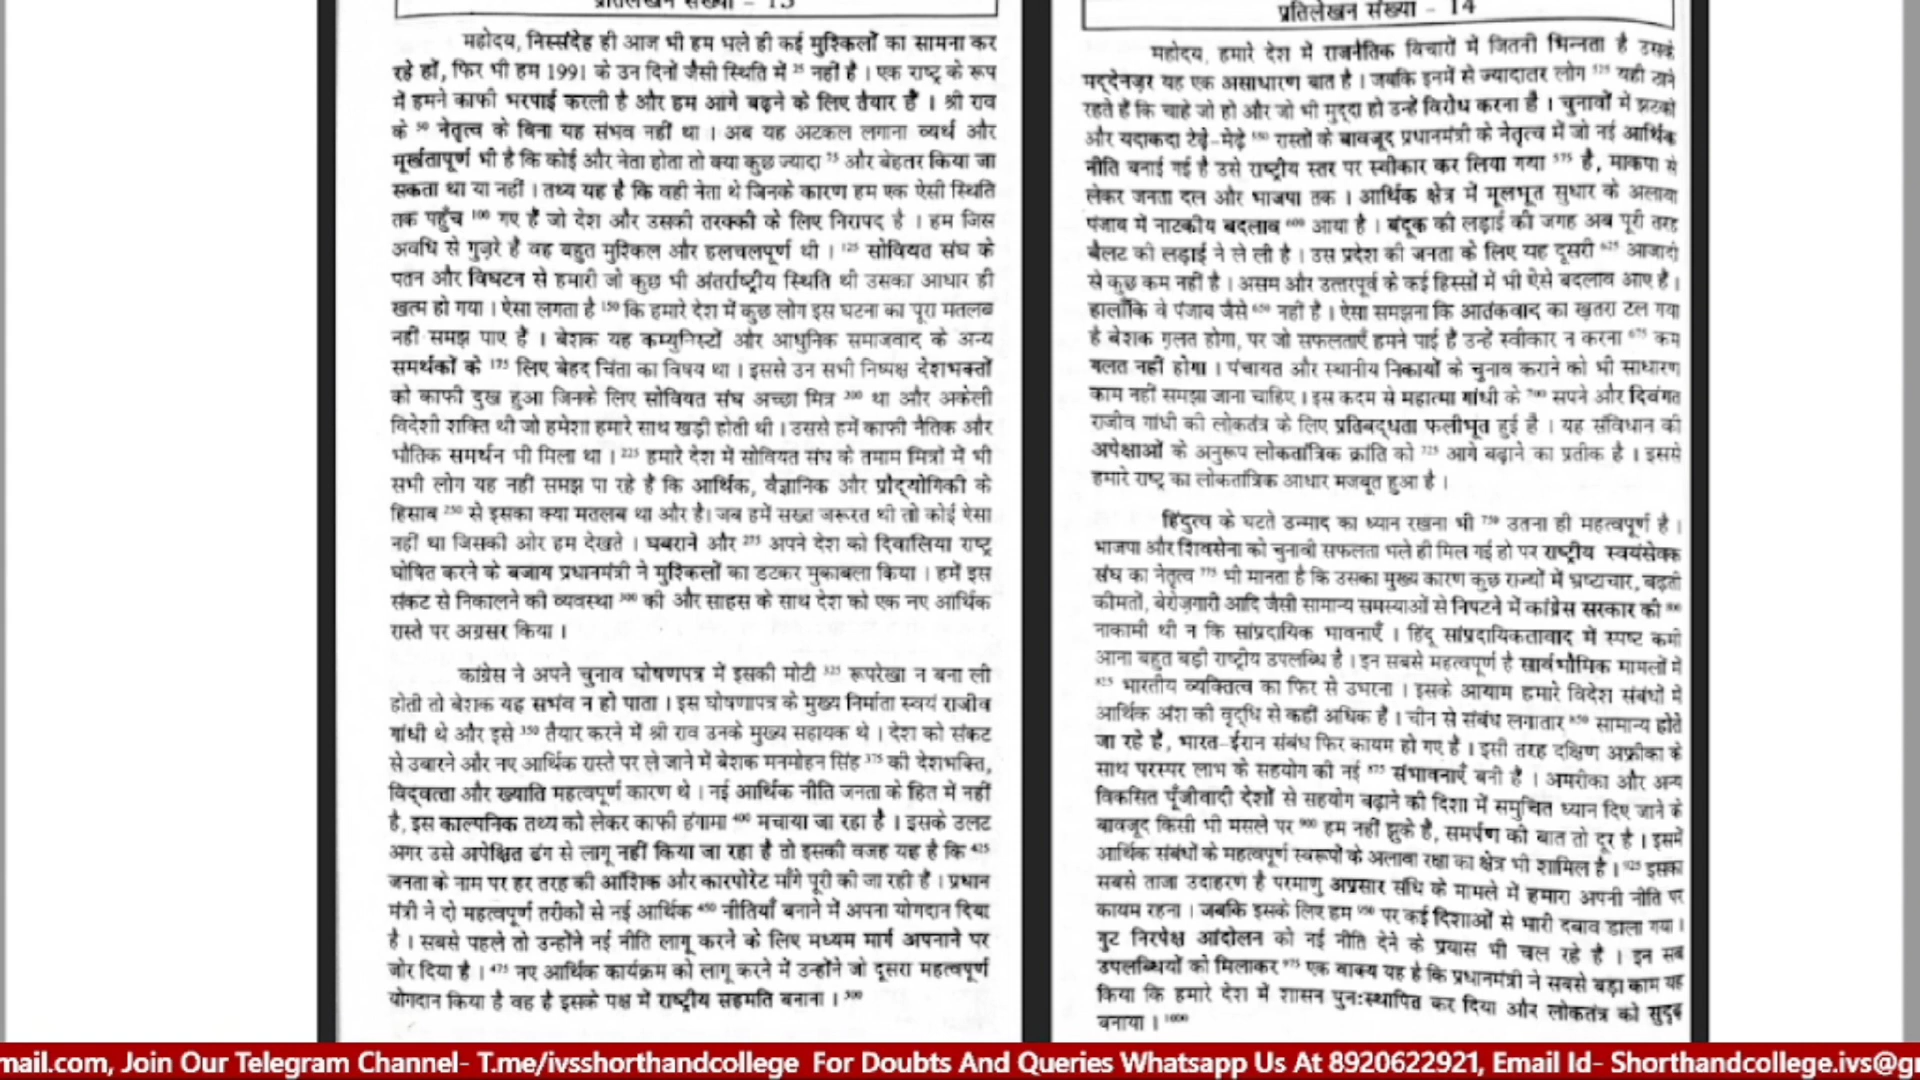 प्रतिलेखन संख्या - 13
महोदय, निस्संदेह ही आज भी हम भले ही कई मुश्किलों का सामना कर
रहे हों, फिर भी हम 1991 के उन दिनों जैसी स्थिति में 25 नहीं है । एक राष्ट्र के रूप
में हमने काफी भरपाई करली है और हम आगे बढ़ने के लिए तैयार हैं । श्री राव
के 50 नेतृत्व के बिना यह संभव नहीं था । अब यह अटकल लगाना व्यर्थ और
मूर्खतापूर्ण भी है कि कोई और नेता होता तो क्या कुछ ज्यादा 75 और बेहतर किया जा
सकता था या नहीं । तथ्य यह है कि वही नेता थे जिनके कारण हम एक ऐसी स्थिति
तक पहुँच 100 गए हैं जो देश और उसकी तरक्की के लिए निरापद है । हम जिस
अवधि से गुज़रे हैं वह बहुत मुश्किल और हलचलपूर्ण थी । 125 सोवियत संघ के
पतन और विघटन से हमारी जो कुछ भी अंतर्राष्ट्रीय स्थिति थी उसका आधार ही
खत्म हो गया । ऐसा लगता है 150 कि हमारे देश में कुछ लोग इस घटना का पूरा मतलब
नहीं समझ पाए हैं । बेशक यह कम्युनिस्टों और आधुनिक समाजवाद के अन्य
समर्थकों के 175 लिए बेहद चिंता का विषय था । इससे उन सभी निष्पक्ष देशभक्तों
को काफी दुख हुआ जिनके लिए सोवियत संघ अच्छा मित्र 200 था और अकेली
विदेशी शक्ति थी जो हमेशा हमारे साथ खड़ी होती थी । उससे हमें काफी नैतिक और
भौतिक समर्थन भी मिला था । 225 हमारे देश में सोवियत संघ के तमाम मित्रों में भी
सभी लोग यह नहीं समझ पा रहे हैं कि आर्थिक, वैज्ञानिक और प्रौद्योगिकी के
हिसाब 250 से इसका क्या मतलब था और है। जब हमें सख्त जरूरत थी तो कोई ऐसा
नहीं था जिसकी ओर हम देखते । घबराने और 275 अपने देश को दिवालिया राष्ट्र
घोषित करने के बजाय प्रधानमंत्री ने मुश्किलों का डटकर मुकाबला किया । हमें इस
संकट से निकालने की व्यवस्था 300 की और साहस के साथ देश को एक नए आर्थिक
रास्ते पर अग्रसर किया ।
कांग्रेस ने अपने चुनाव घोषणपत्र में इसकी मोटी 325 रूपरेखा न बना ली
होती तो बेशक यह सभंव न हो पाता । इस घोषणापत्र के मुख्य निर्माता स्वयं राजीव
गांधी थे और इसे 350 तैयार करने में श्री राव उनके मुख्य सहायक थे । देश को संकट
से उबारने और नए आर्थिक रास्ते पर ले जाने में बेशक मनमोहन सिंह 375 की देशभक्ति,
विद्वत्ता और ख्याति महत्वपूर्ण कारण थे । नई आर्थिक नीति जनता के हित में नहीं
है, इस काल्पनिक तथ्य को लेकर काफी हंगामा 400 मचाया जा रहा है । इसके उलट
अगर उसे अपेक्षित ढंग से लागू नहीं किया जा रहा है तो इसकी वजह यह है कि 425
जनता के नाम पर हर तरह की आंशिक और कारपोरेट माँगे पूरी की जा रही हैं । प्रधान
मंत्री ने दो महत्वपूर्ण तरीकों से नई आर्थिक 450 नीतियाँ बनाने में अपना योगदान दिया
है । सबसे पहले तो उन्होंने नई नीति लागू करने के लिए मध्यम मार्ग अपनाने पर
जोर दिया है । 475 नए आर्थिक कार्यक्रम को लागू करने में उन्होंने जो दूसरा महत्वपूर्ण
योगदान किया है वह है इसके पक्ष में राष्ट्रीय सहमति बनाना । 500
प्रतिलेखन संख्या - 14
महोदय, हमारे देश में राजनैतिक विचारों में जितनी भिन्नता है उसके
मद्देनज़र यह एक असाधारण बात है । जबकि इनमें से ज्यादातर लोग 525 यही ठाने
रहते हैं कि चाहे जो हो और जो भी मुद्दा हो उन्हें विरोध करना है । चुनावों में झटकों
और यदाकदा टेढ़े-मेढ़े 550 रास्तों के बावजूद प्रधानमंत्री के नेतृत्व में जो नई आर्थिक
नीति बनाई गई है उसे राष्ट्रीय स्तर पर स्वीकार कर लिया गया 575 है, माकपा से
लेकर जनता दल और भाजपा तक । आर्थिक क्षेत्र में मूलभूत सुधार के अलावा
पंजाब में नाटकीय बदलाव 600 आया है । बंदूक की लड़ाई की जगह अब पूरी तरह
बैलट की लड़ाई ने ले ली है । उस प्रदेश की जनता के लिए यह दूसरी 625 आजादी
से कुछ कम नहीं है । असम और उत्तरपूर्व के कई हिस्सों में भी ऐसे बदलाव आए हैं ।
हालाँकि वे पंजाब जैसे 650 नहीं है । ऐसा समझना कि आतंकवाद का ख़तरा टल गया
है बेशक ग़लत होगा, पर जो सफलताएँ हमने पाई हैं उन्हें स्वीकार न करना 675 कम
गलत नहीं होगा । पंचायत और स्थानीय निकायों के चुनाव कराने को भी साधारण
काम नहीं समझा जाना चाहिए । इस कदम से महात्मा गांधी के 700 सपने और दिवंगत
राजीव गांधी की लोकतंत्र के लिए प्रतिबद्धता फलीभूत हुई है । यह संविधान की
अपेक्षाओं के अनुरूप लोकतांत्रिक क्रांति को 725 आगे बढ़ाने का प्रतीक है । इससे
हमारे राष्ट्र का लोकतांत्रिक आधार मजबूत हुआ है ।
हिंदुत्व के घटते उन्माद का ध्यान रखना भी 750 उतना ही महत्वपूर्ण है ।
भाजपा और शिवसेना को चुनावी सफलता भले ही मिल गई हो पर राष्ट्रीय स्वयंसेवक
संघ का नेतृत्व 775 भी मानता है कि उसका मुख्य कारण कुछ राज्यों में भ्रष्टाचार, बढ़ती
कीमतों, बेरोज़गारी आदि जैसी सामान्य समस्याओं से निपटने में कांग्रेस सरकार की 800
नाकामी थी न कि सांप्रदायिक भावनाएँ । हिंदू सांप्रदायिकतावाद में स्पष्ट कमी
आना बहुत बड़ी राष्ट्रीय उपलब्धि है । इन सबसे महत्वपूर्ण है सार्वभौमिक मामलों में
825 भारतीय व्यक्तित्व का फिर से उभरना । इसके आयाम हमारे विदेश संबंधों में
आर्थिक अंश की वृद्धि से कहीं अधिक हैं । चीन से संबंध लगातार 850 सामान्य होते
जा रहे हैं, भारत-ईरान संबंध फिर कायम हो गए हैं । इसी तरह दक्षिण अफ्रीका के
साथ परस्पर लाभ के सहयोग की नई 875 संभावनाएँ बनी हैं । अमरीका और अन्य
विकसित पूँजीवादी देशों से सहयोग बढ़ाने की दिशा में समुचित ध्यान दिए जाने के
बावजूद किसी भी मसले पर 900 हम नहीं झुके हैं, समर्पण की बात तो दूर है । इसमें
आर्थिक संबंधों के महत्वपूर्ण स्वरूपों के अलावा रक्षा का क्षेत्र भी शामिल है । 925 इसका
सबसे ताजा उदाहरण है परमाणु अप्रसार संधि के मामले में हमारा अपनी नीति पर
कायम रहना । जबकि इसके लिए हम 950 पर कई दिशाओं से भारी दबाव डाला गया ।
गुट निरपेक्ष आंदोलन को नई नीति देने के प्रयास भी चल रहे हैं । इन सब
उपलब्धियों को मिलाकर 975 एक वाक्य यह है कि प्रधानमंत्री ने सबसे बड़ा काम यह
किया कि हमारे देश में शासन पुनःस्थापित कर दिया और लोकतंत्र को सुदृढ़
बनाया । 1000
mail.com, Join Our Telegram Channel- T.me/ivsshorthandcollege For Doubts And Queries Whatsapp Us At 8920622921, Email Id- Shorthandcollege.ivs@g